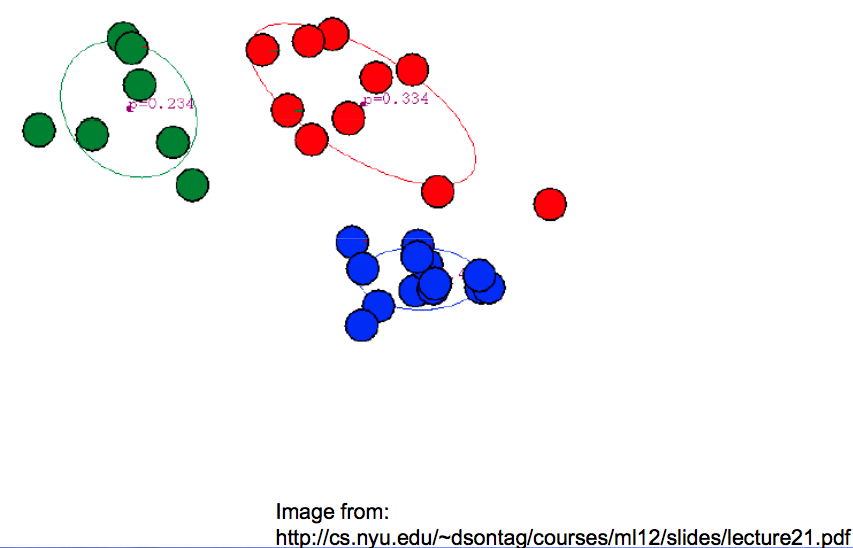 p=0.234
p=0.334
Image from:
http://cs.nyu.edu/~dsontag/courses/ml12/slides/lecture21.pdf